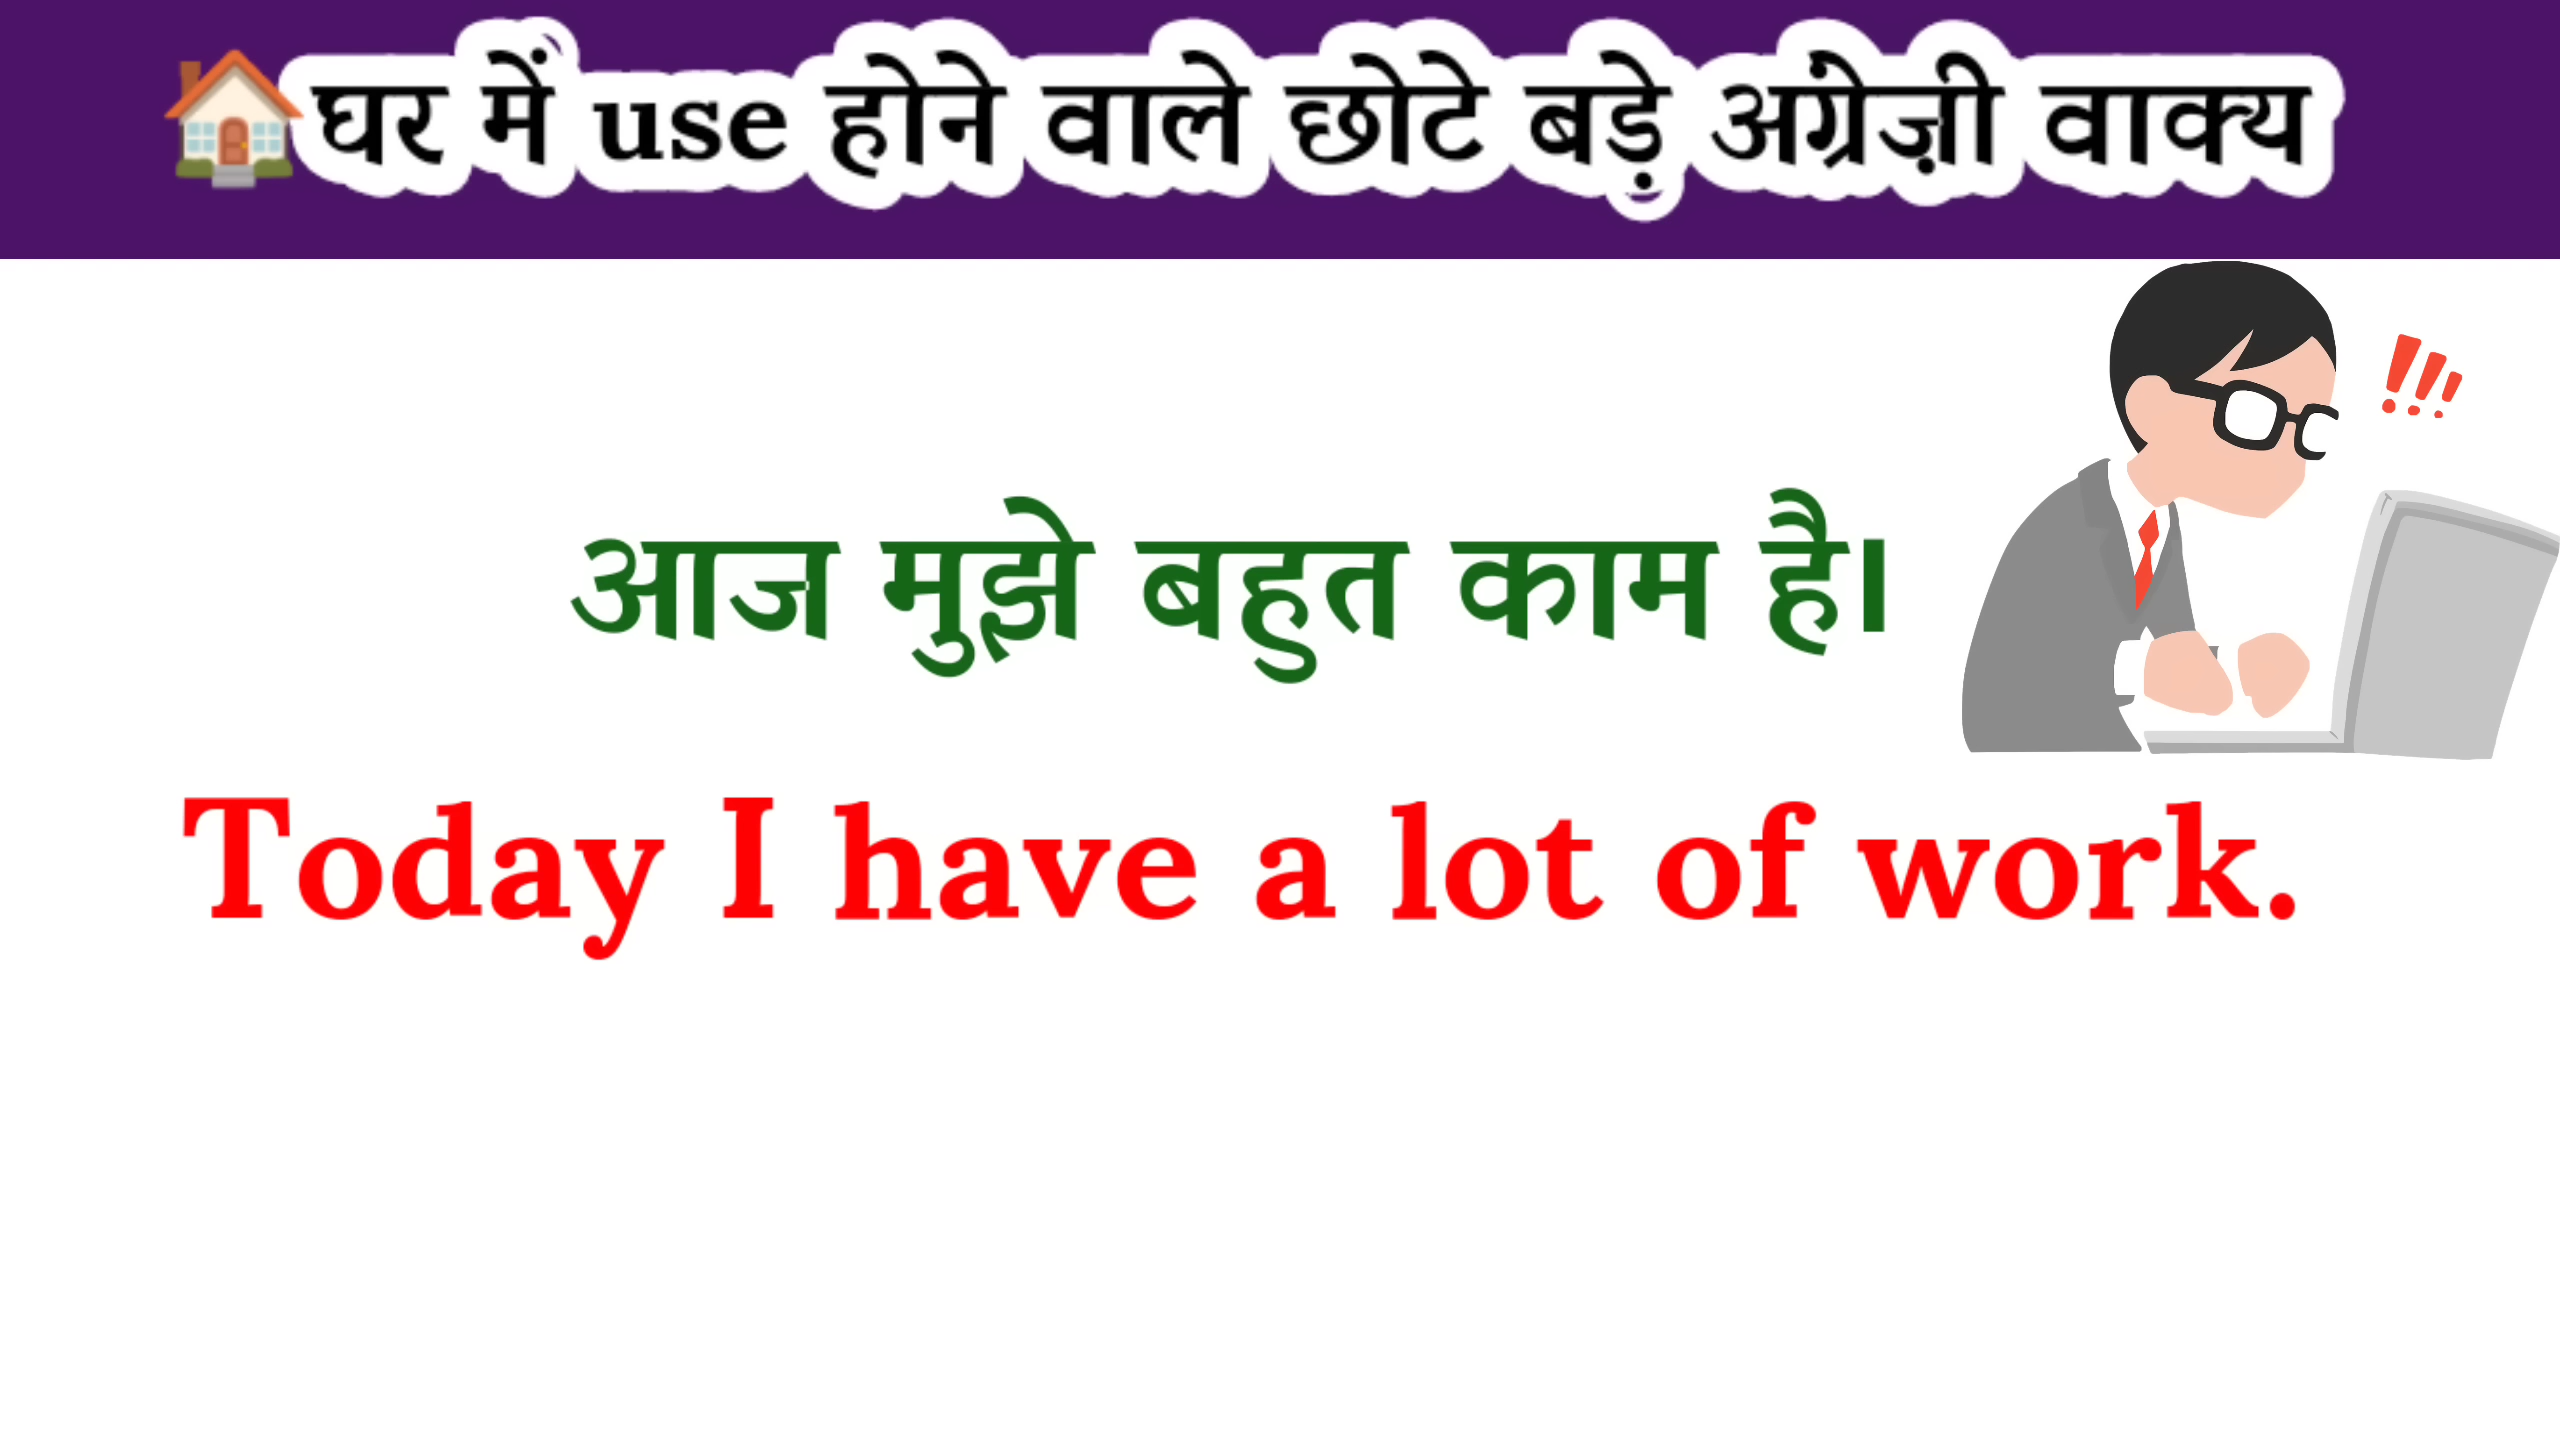 घर में use होने वाले छोटे बड़े अंग्रेज़ी वाक्य
आज मुझे बहुत काम है।
Today I have a lot of work.